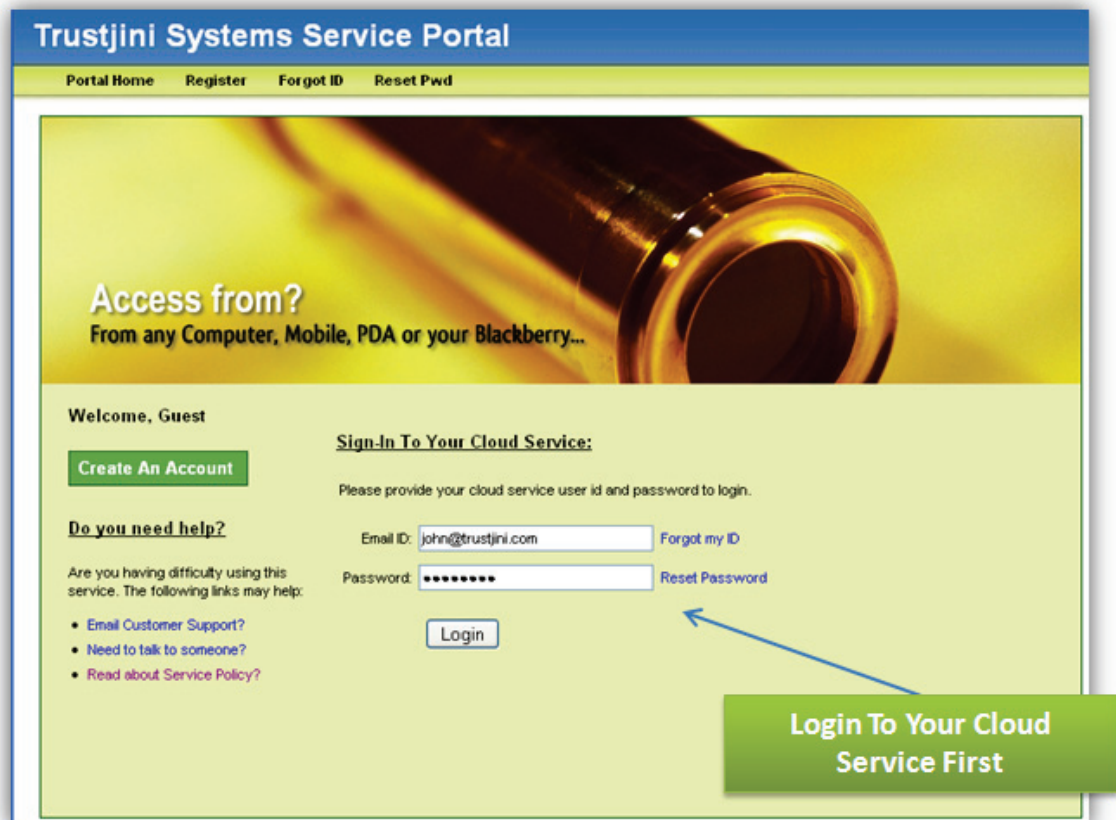 Trustjini Systems Service Portal
Portal Home Register Forgot ID Reset Pwd
Access from?
From any Computer, Mobile, PDA or your Blackberry...
Welcome, Guest
Create An Account
Do you need help?
Are you having difficulty using this
service. The following links may help:
Email Customer Support?
Need to talk to someone?
Read about Service Policy?
Sign-In To Your Cloud Service:
Please provide your cloud service user id and password to login.
Email ID: john@trustjini.com Forgot my ID
Password: •••••••• Reset Password
Login
Login To Your Cloud
Service First